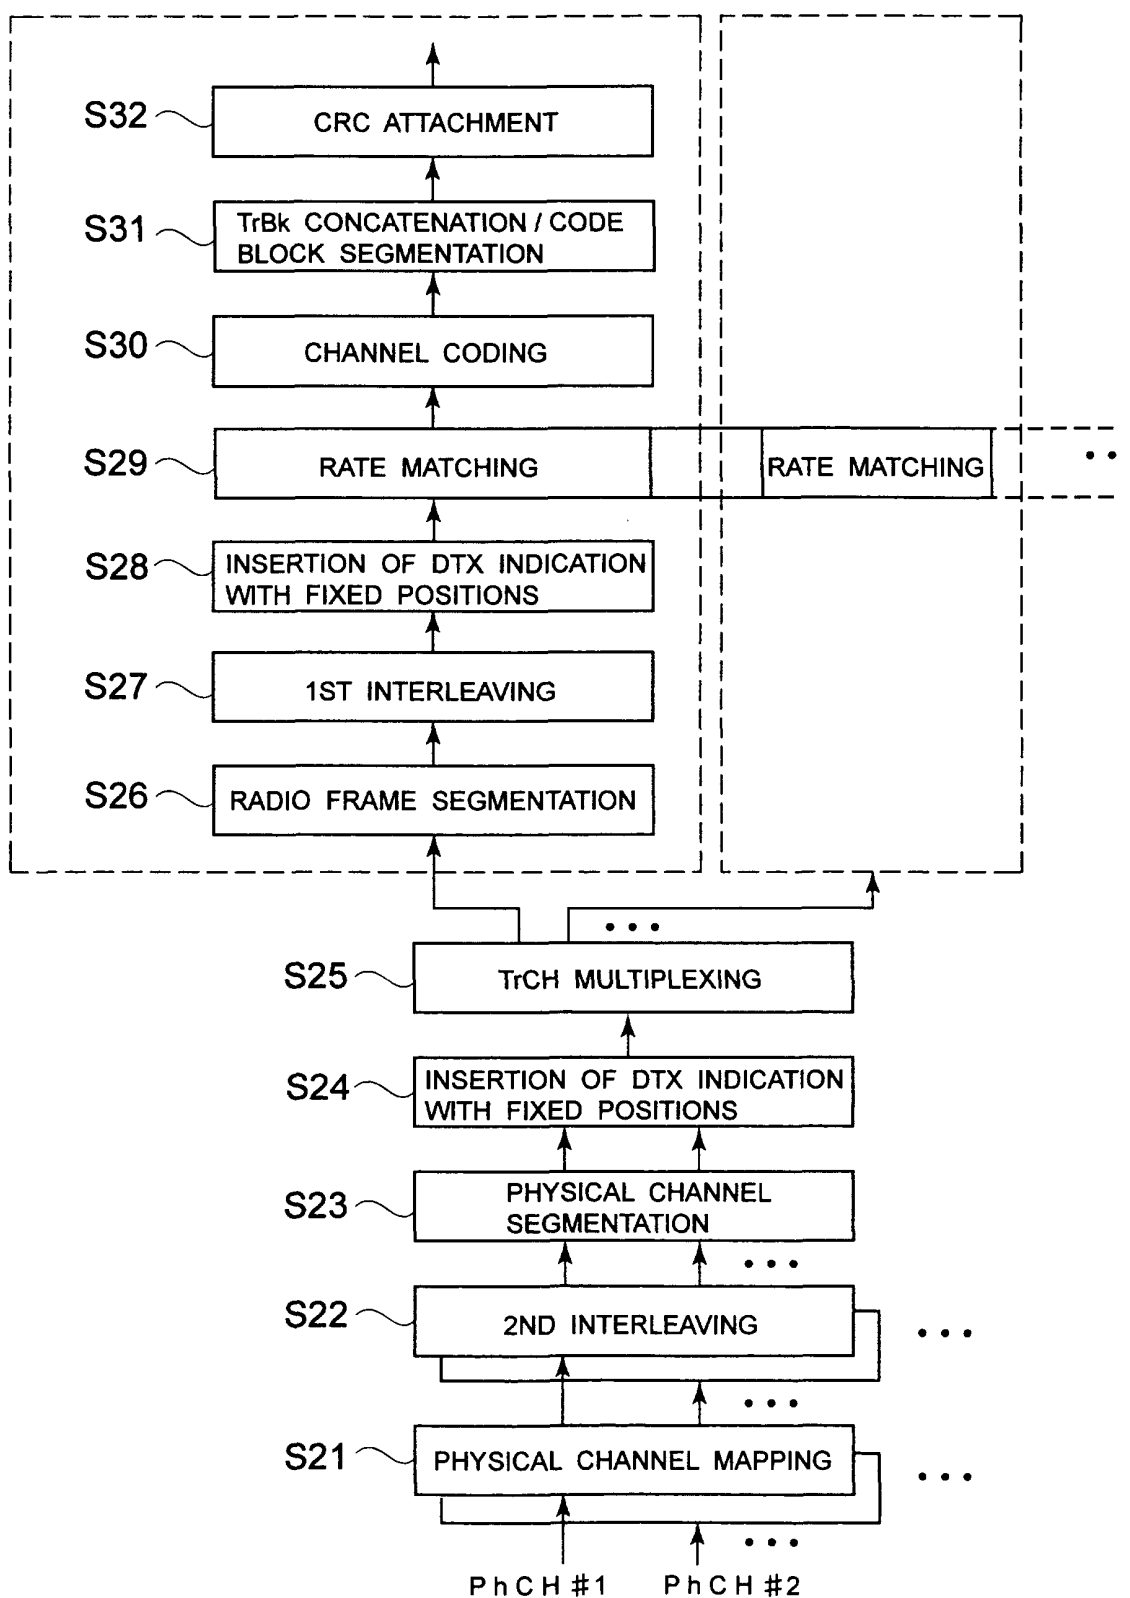 S32 CRC ATTACHMENT
S31 TrBk CONCATENATION / CODE
BLOCK SEGMENTATION
S30 CHANNEL CODING
S29 RATE MATCHING RATE MATCHING
S28 INSERTION OF DTX INDICATION
WITH FIXED POSITIONS
S27 1ST INTERLEAVING
S26 RADIO FRAME SEGMENTATION
S25 TrCH MULTIPLEXING
S24 INSERTION OF DTX INDICATION
WITH FIXED POSITIONS
S23 PHYSICAL CHANNEL
SEGMENTATION
S22 2ND INTERLEAVING
S21 PHYSICAL CHANNEL MAPPING
PhCH #1 PhCH #2